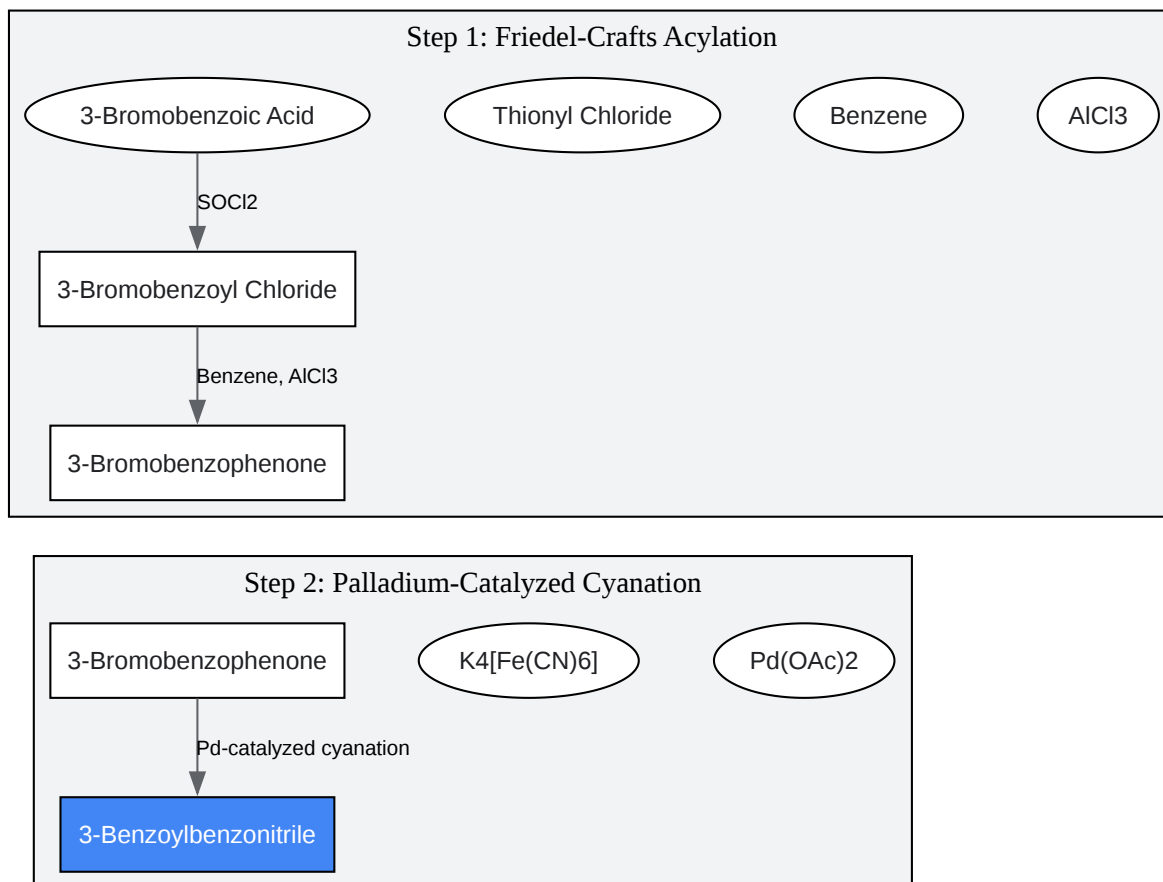 Step 1: Friedel-Crafts Acylation
3-Bromobenzoic Acid
Thionyl Chloride
Benzene
AlCl3
SOCl2
3-Bromobenzoyl Chloride
Benzene, AlCl3
3-Bromobenzophenone
Step 2: Palladium-Catalyzed Cyanation
3-Bromobenzophenone
K4[Fe(CN)6]
Pd(OAc)2
Pd-catalyzed cyanation
3-Benzoylbenzonitrile